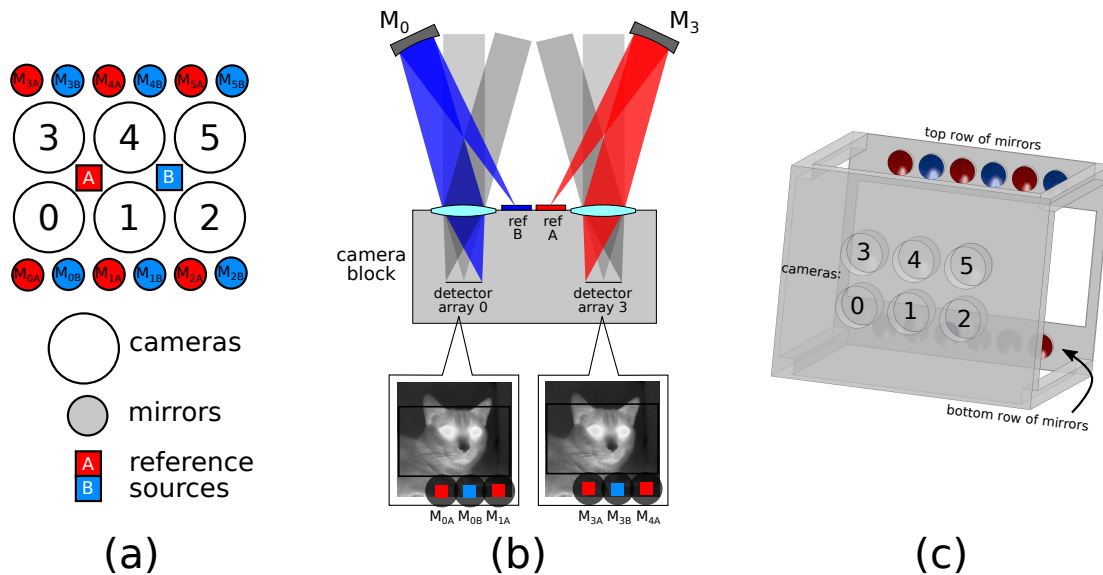 M3A M3B M4A M4B M5A M5B
3 4 5
A B
0 1 2
M0A M0B M1A M1B M2A M2B
cameras
mirrors
A reference
B sources
(a)
M0 M3
ref
B
ref
A
camera
block
detector
array 0
detector
array 3
M0A M0B M1A
M3A M3B M4A
(b)
top row of mirrors
3 4 5
cameras:
0 1 2
bottom row of mirrors
(c)